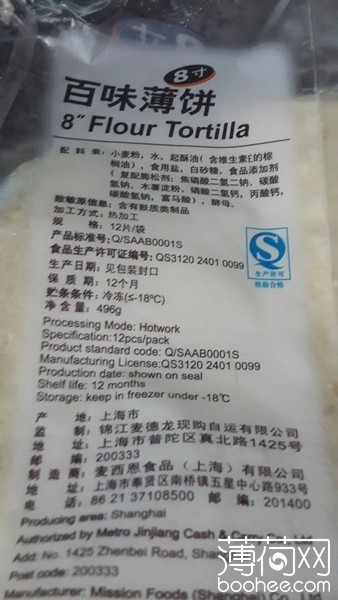 8寸
百味薄饼
8" Flour Tortilla
配 料 表：小麦粉，水，起酥油（含维生素E的棕
榈油），食用盐，白砂糖，食品添加剂
（复配膨松剂：焦磷酸二氢二钠、碳酸
氢钠、木薯淀粉、磷酸二氢钙，丙酸钙，
碳酸氢钠，富马酸），酵母。
致敏原信息：含有麸质类制品
加工方式：热加工
规 格：12片/袋
产品标准号：Q/SAAB0001S
食品生产许可证编号：QS3120 2401 0099
生产日期：见包装封口
保 质 期：12个月
贮条条件：冷冻(≤-18℃)
净 含 量：496g
QS
生产许可
检验合格
Processing Mode: Hotwork
Specification:12pcs/pack
Product standard code: Q/SAAB0001S
Manufacturing License:QS3120 2401 0099
Production date: shown on seal
Shelf life: 12 months
Storage: keep in freezer under -18℃
产 地：上海市
监 制：锦江麦德龙现购自运有限公司
地 址：上海市普陀区真北路1425号
邮 编：200333
制 造 商：麦西恩食品（上海）有限公司
地 址：上海市奉贤区南桥镇五星中心路933号
电 话：86 21 37108500 邮 编：201400
Producing area: Shanghai
Authorized by Metro Jinjiang Cash & Carry Co., Ltd
Add: No. 1425 Zhenbei Road, Sha
Post code: 200333
Manufacturer: Mission Foods (Sh
薄荷网
boohee.com